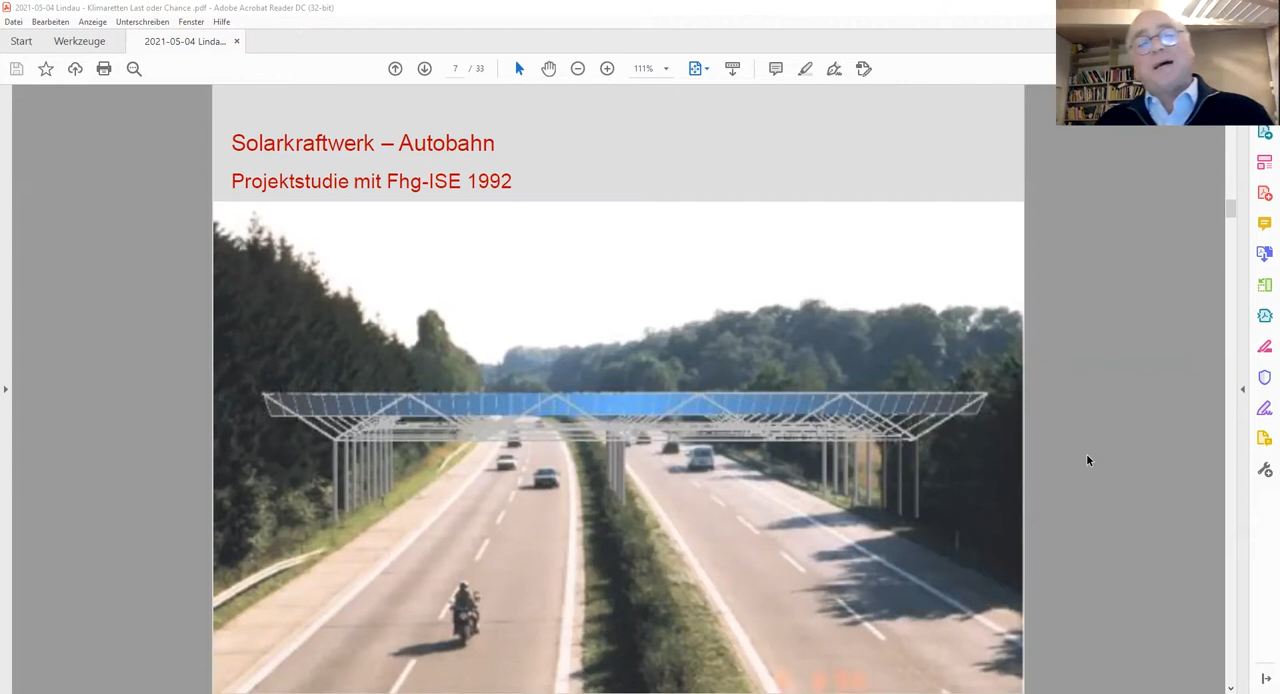 2021-05-04 Lindau - Klimaretten Last oder Chance .pdf - Adobe Acrobat Reader DC (32-bit)
Datei Bearbeiten Anzeige Unterschreiben Fenster Hilfe
Start Werkzeuge 2021-05-04 Linda... ×
7 / 33 111%
Solarkraftwerk – Autobahn
Projektstudie mit Fhg-ISE 1992